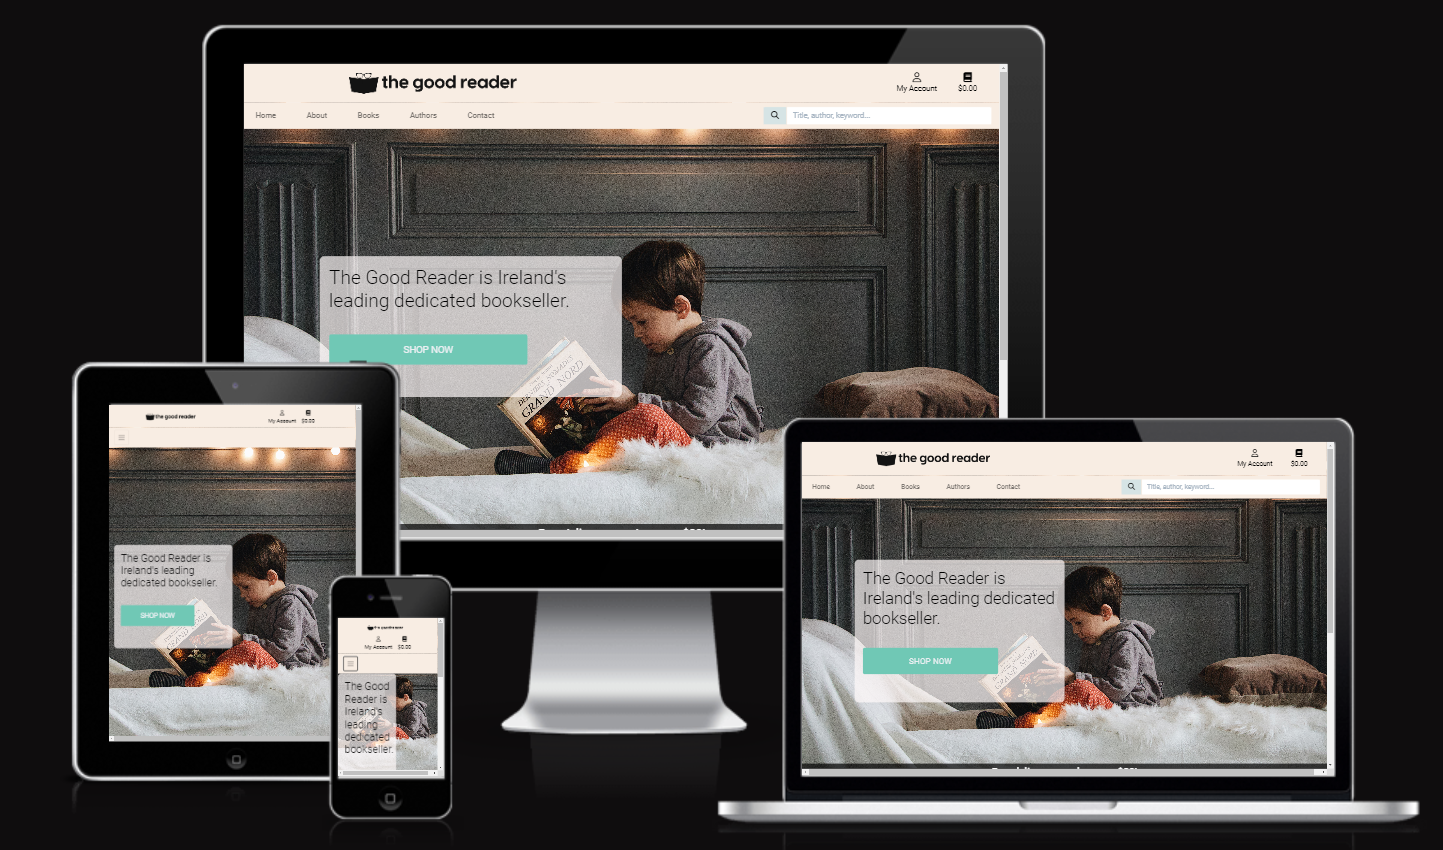 the good reader
My Account
$0.00
Home About Books Authors Contact
Title, author, keyword...
The Good Reader is Ireland's
leading dedicated bookseller.
SHOP NOW
GRAND NORD
the good reader
My Account $0.00
The Good Reader is
Ireland's leading
dedicated bookseller.
SHOP NOW
the good reader
My Account $0.00
The Good
Reader is
Ireland's
leading
dedicated
bookseller.
the good reader
My Account $0.00
Home About Books Authors Contact
Title, author, keyword...
The Good Reader is
Ireland's leading dedicated
bookseller.
SHOP NOW